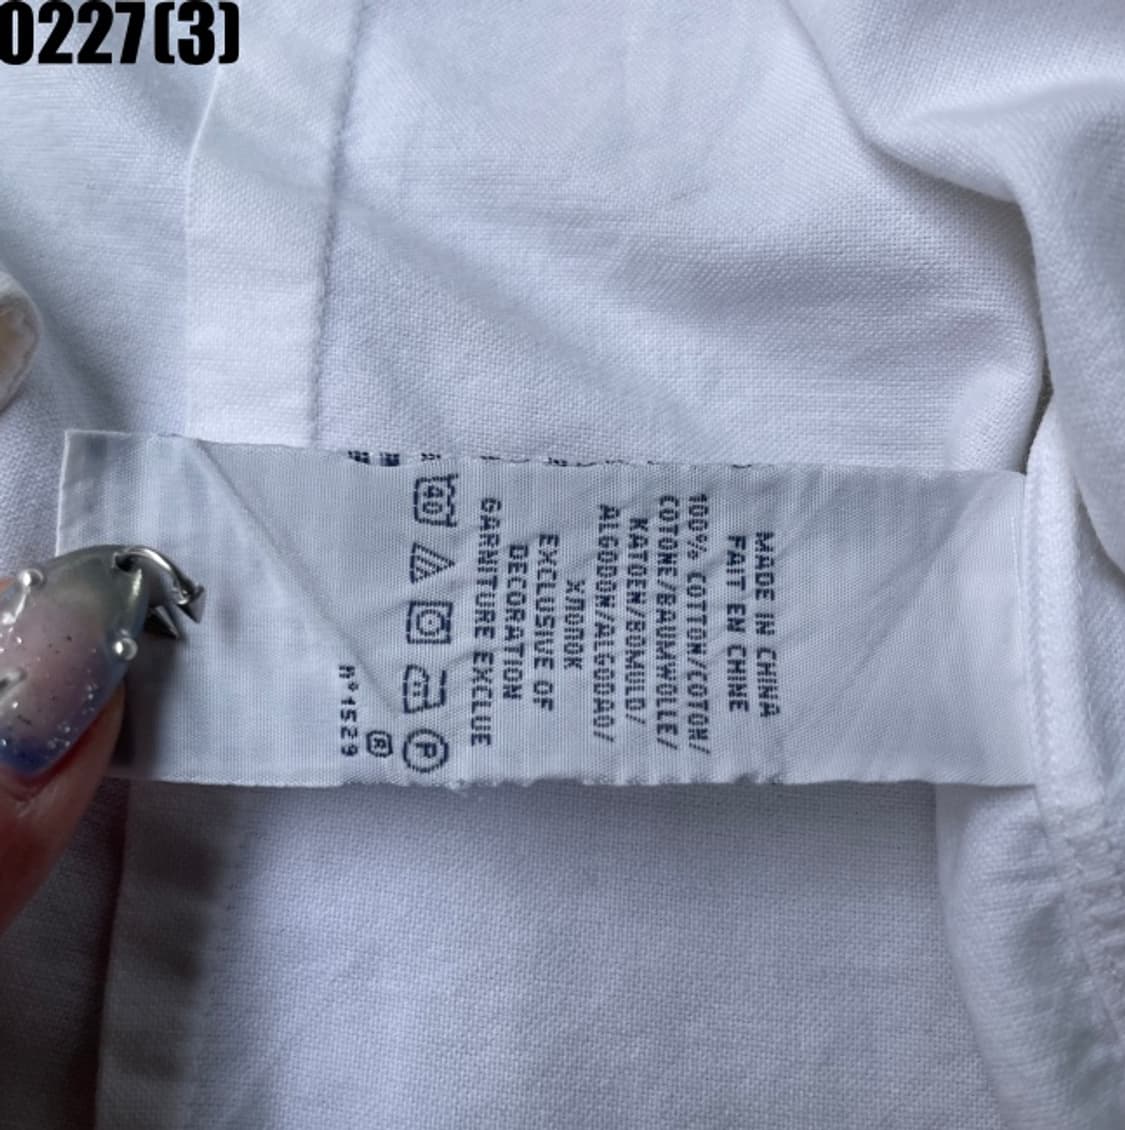 0227(3)
MADE IN CHINA
FAIT EN CHINE
100% COTTON/COTON/
COTONE/BAUMWOLLE/
KATOEN/BOMULD/
ALGODON/ALGODAO/
ХЛОПОК
EXCLUSIVE OF
DECORATION
GARNITURE EXCLUE
40
P
R